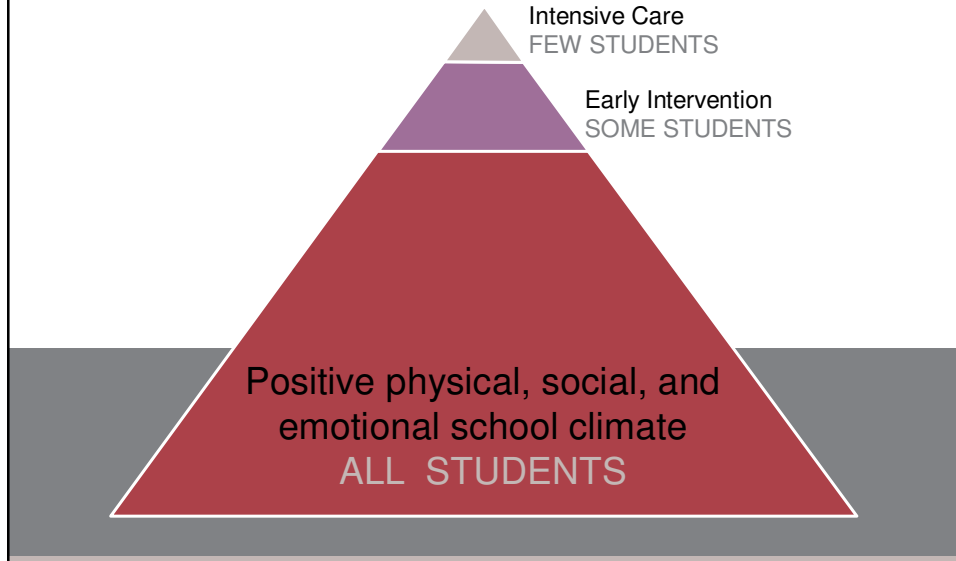 Intensive Care
FEW STUDENTS
Early Intervention
SOME STUDENTS
Positive physical, social, and
emotional school climate
ALL STUDENTS